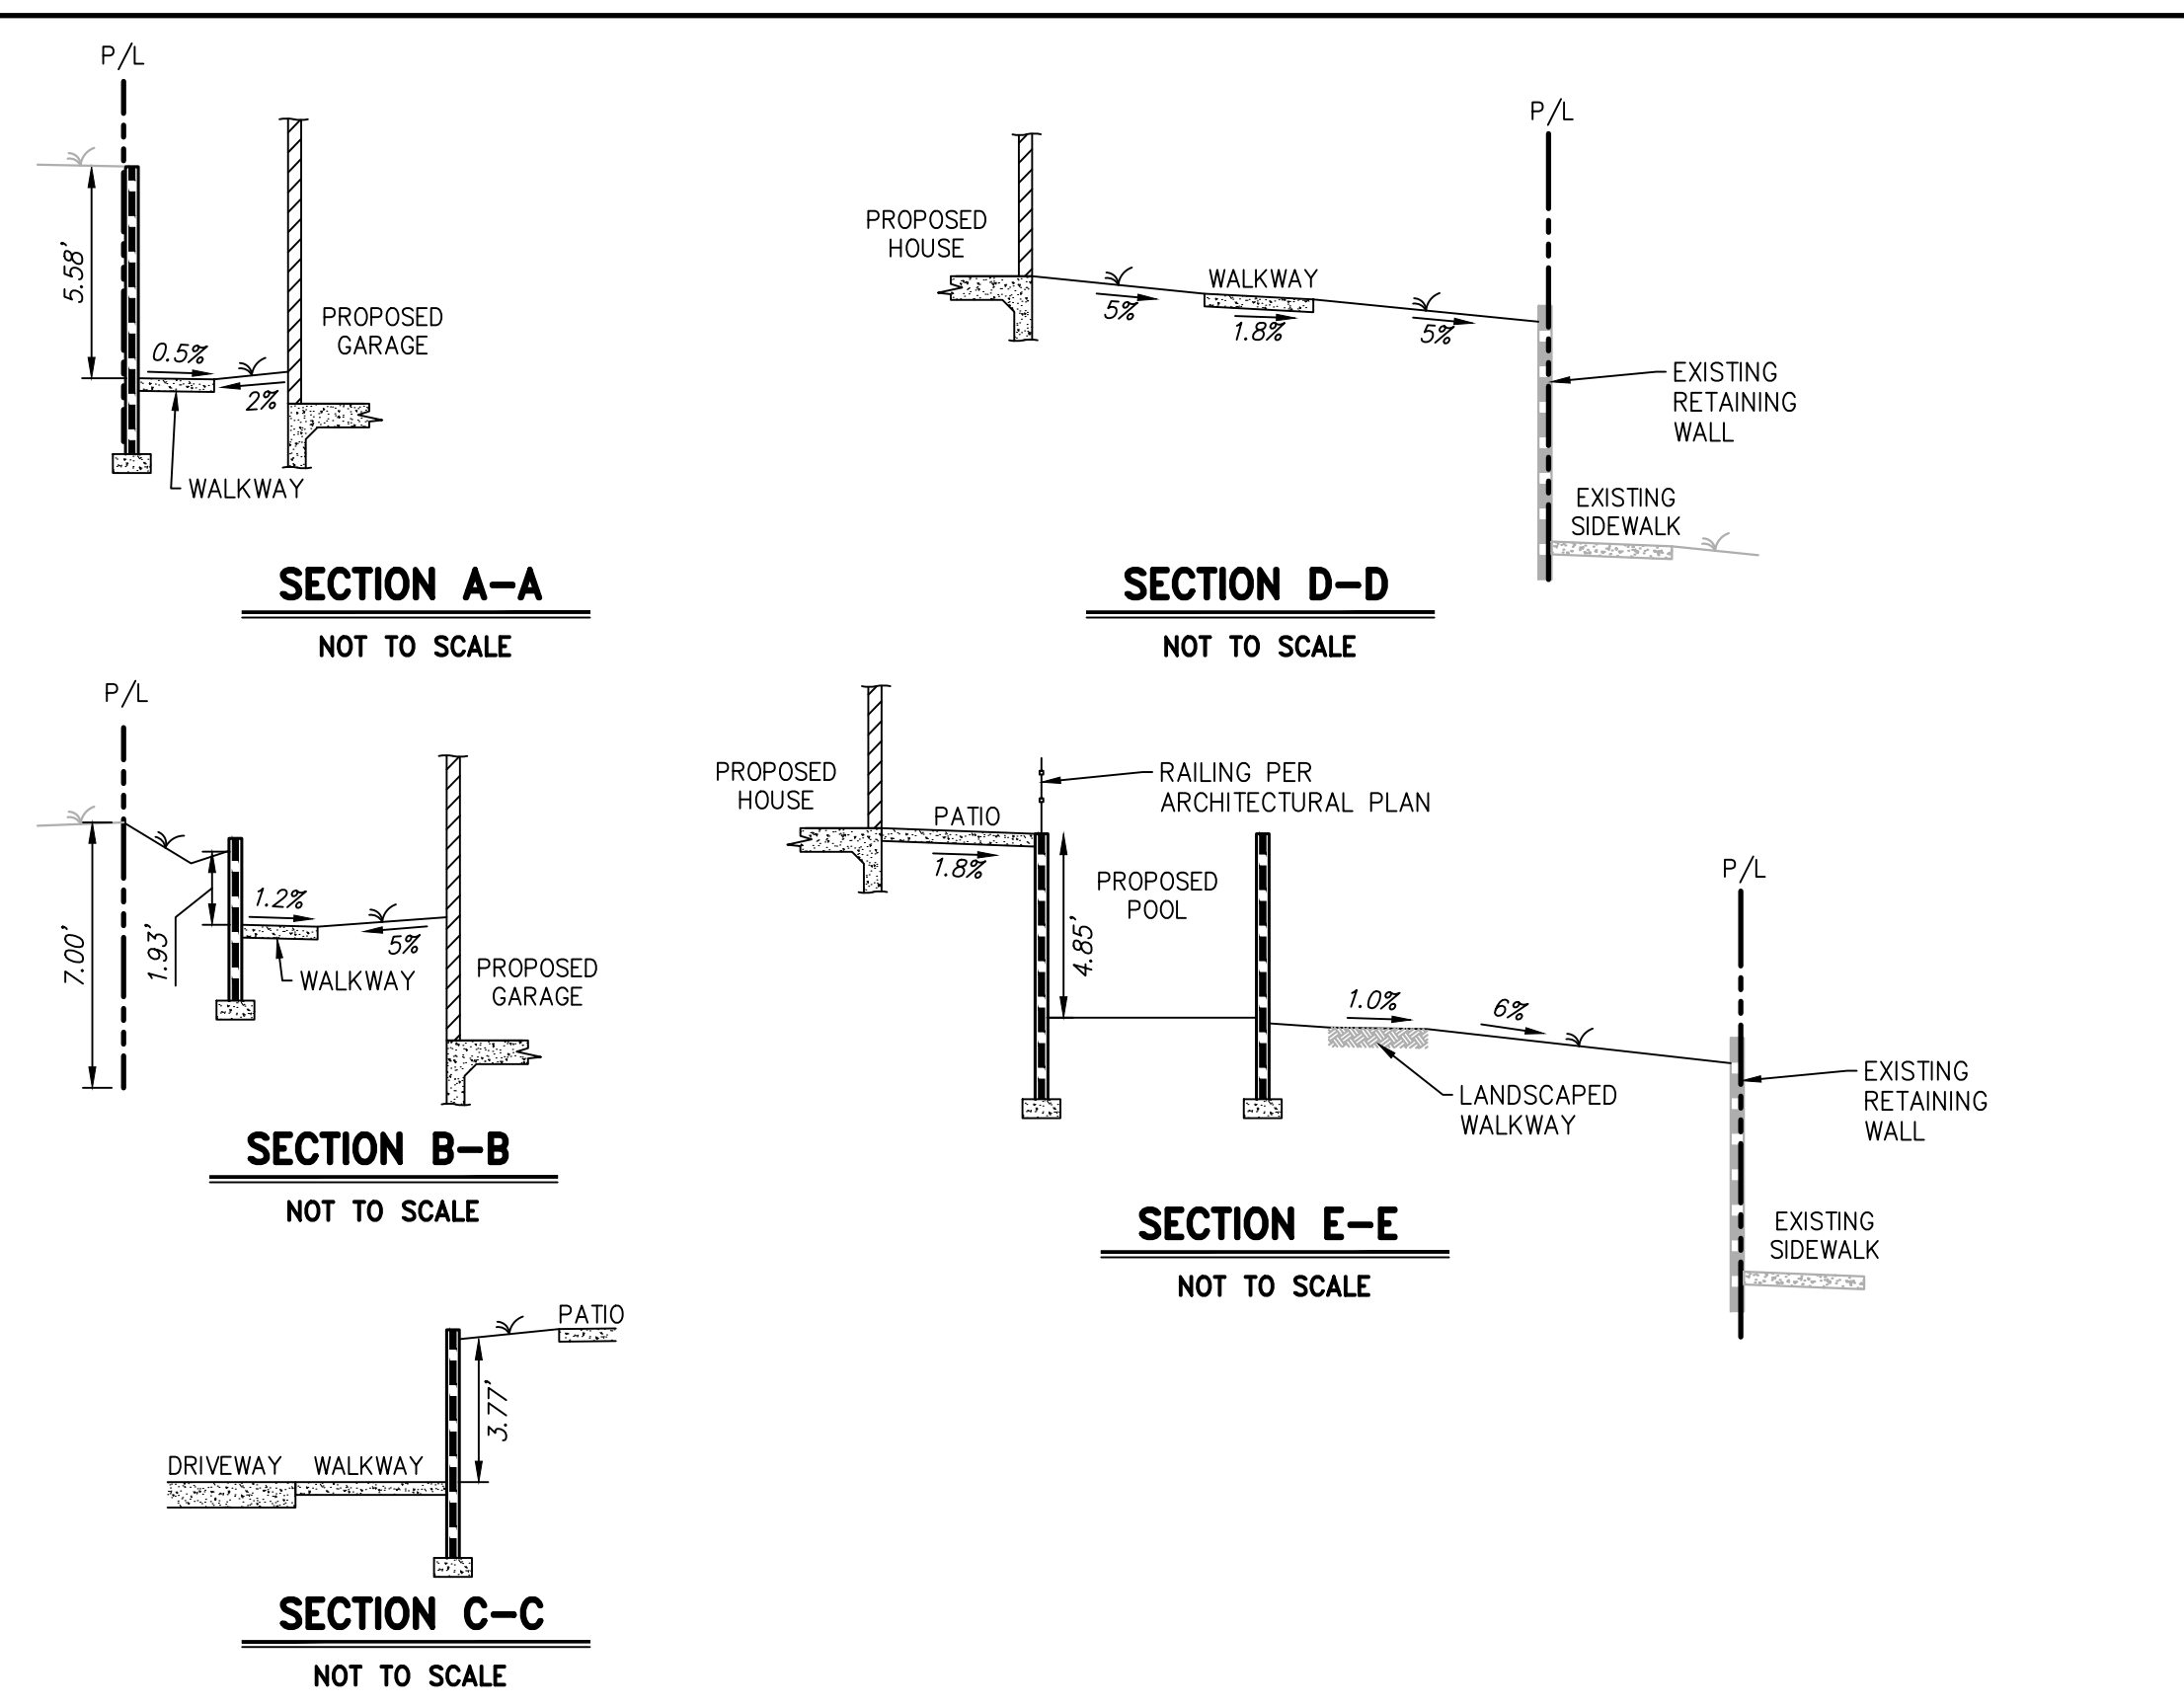 P/L
5.58'
0.5%
2%
PROPOSED
GARAGE
WALKWAY
SECTION A-A
NOT TO SCALE
P/L
PROPOSED
HOUSE
5%
WALKWAY
1.8%
5%
EXISTING
RETAINING
WALL
EXISTING
SIDEWALK
SECTION D-D
NOT TO SCALE
P/L
7.00'
1.93'
1.2%
5%
WALKWAY
PROPOSED
GARAGE
SECTION B-B
NOT TO SCALE
PROPOSED
HOUSE
PATIO
1.8%
RAILING PER
ARCHITECTURAL PLAN
PROPOSED
POOL
4.85'
1.0%
6%
LANDSCAPED
WALKWAY
P/L
EXISTING
RETAINING
WALL
EXISTING
SIDEWALK
SECTION E-E
NOT TO SCALE
PATIO
3.77'
DRIVEWAY
WALKWAY
SECTION C-C
NOT TO SCALE